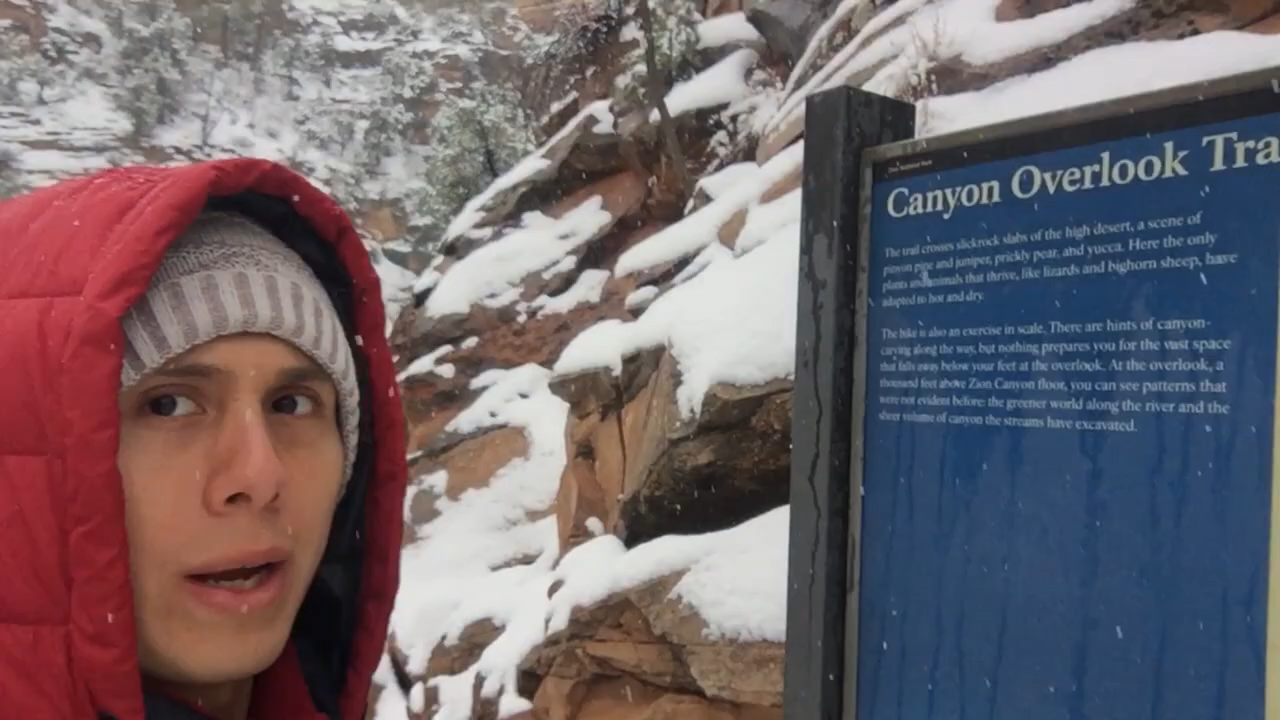 Zion National Park
Canyon Overlook Tra
The trail crosses slickrock slabs of the high desert, a scene of
pinyon pine and juniper, prickly pear, and yucca. Here the only
plants and animals that thrive, like lizards and bighorn sheep, have
adapted to hot and dry.
The hike is also an exercise in scale. There are hints of canyon-
carving along the way, but nothing prepares you for the vast space
that falls away below your feet at the overlook. At the overlook, a
thousand feet above Zion Canyon floor, you can see patterns that
were not evident before: the greener world along the river and the
sheer volume of canyon the streams have excavated.